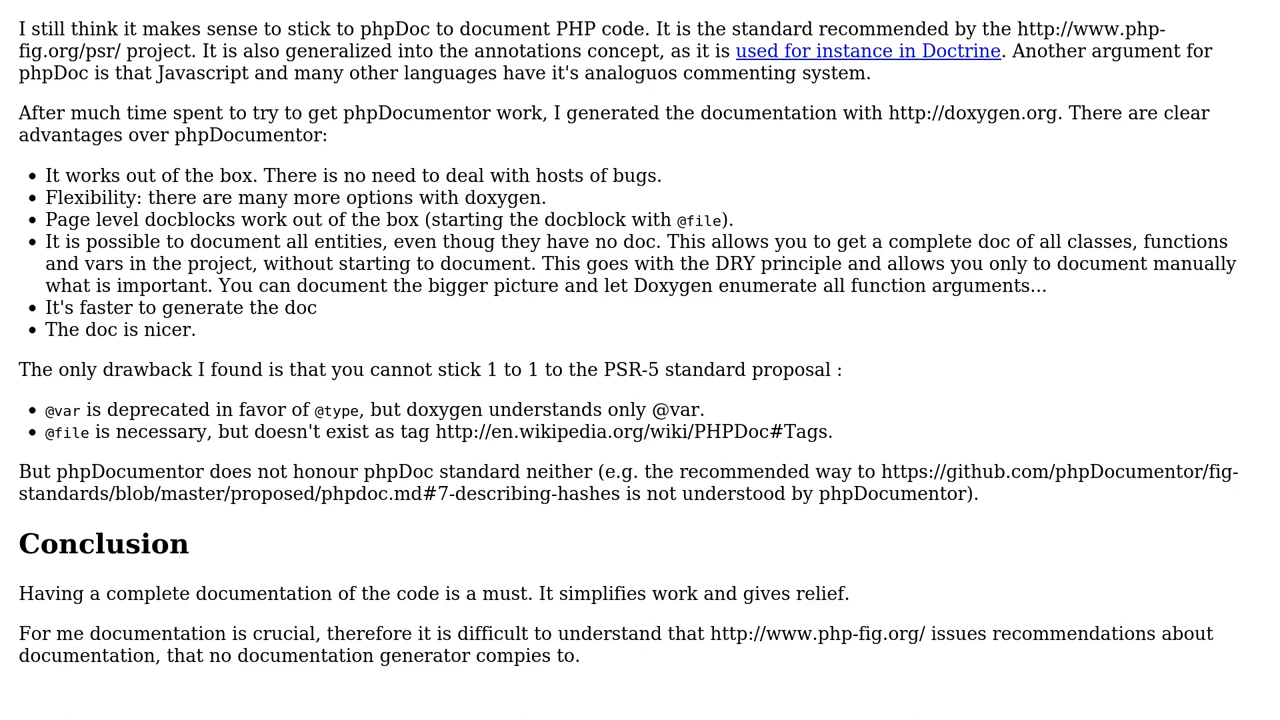 I still think it makes sense to stick to phpDoc to document PHP code. It is the standard recommended by the http://www.php-
fig.org/psr/ project. It is also generalized into the annotations concept, as it is used for instance in Doctrine. Another argument for
phpDoc is that Javascript and many other languages have it's analoguos commenting system.
After much time spent to try to get phpDocumentor work, I generated the documentation with http://doxygen.org. There are clear
advantages over phpDocumentor:
• It works out of the box. There is no need to deal with hosts of bugs.
• Flexibility: there are many more options with doxygen.
• Page level docblocks work out of the box (starting the docblock with @file).
• It is possible to document all entities, even thoug they have no doc. This allows you to get a complete doc of all classes, functions
and vars in the project, without starting to document. This goes with the DRY principle and allows you only to document manually
what is important. You can document the bigger picture and let Doxygen enumerate all function arguments...
• It's faster to generate the doc
• The doc is nicer.
The only drawback I found is that you cannot stick 1 to 1 to the PSR-5 standard proposal :
• @var is deprecated in favor of @type, but doxygen understands only @var.
• @file is necessary, but doesn't exist as tag http://en.wikipedia.org/wiki/PHPDoc#Tags.
But phpDocumentor does not honour phpDoc standard neither (e.g. the recommended way to https://github.com/phpDocumentor/fig-
standards/blob/master/proposed/phpdoc.md#7-describing-hashes is not understood by phpDocumentor).
Conclusion
Having a complete documentation of the code is a must. It simplifies work and gives relief.
For me documentation is crucial, therefore it is difficult to understand that http://www.php-fig.org/ issues recommendations about
documentation, that no documentation generator compies to.